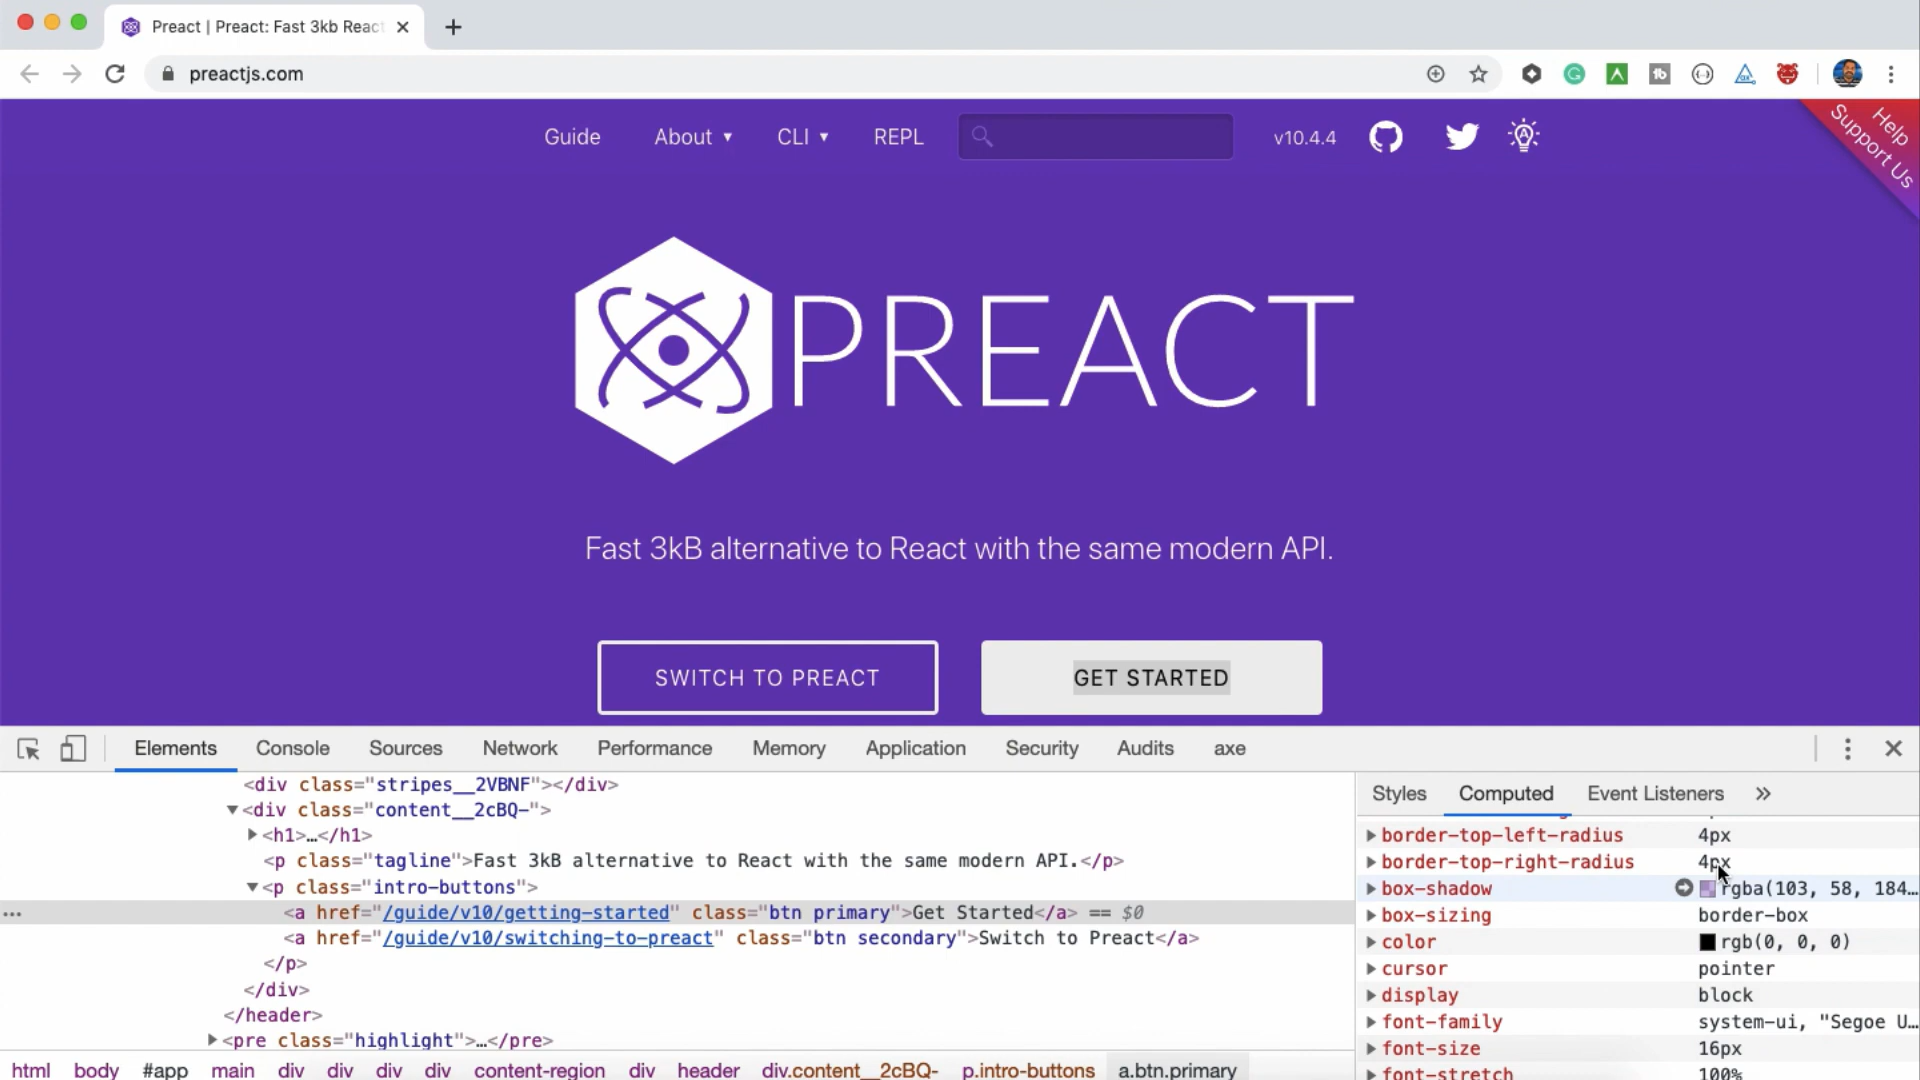 Preact | Preact: Fast 3kb React
preactjs.com
Guide About ▾ CLI ▾ REPL v10.4.4
Help
Support Us
PREACT
Fast 3kB alternative to React with the same modern API.
SWITCH TO PREACT GET STARTED
Elements Console Sources Network Performance Memory Application Security Audits axe
<div class="stripes__2VBNF"></div>
<div class="content__2cBQ-">
<h1>…</h1>
<p class="tagline">Fast 3kB alternative to React with the same modern API.</p>
<p class="intro-buttons">
<a href="/guide/v10/getting-started" class="btn primary">Get Started</a> == $0
<a href="/guide/v10/switching-to-preact" class="btn secondary">Switch to Preact</a>
</p>
</div>
</header>
<pre class="highlight">…</pre>
html body #app main div div div div content-region div header div.content__2cBQ- p.intro-buttons a.btn.primary
Styles Computed Event Listeners »
border-top-left-radius 4px
border-top-right-radius 4px
box-shadow rgba(103, 58, 184…
box-sizing border-box
color rgb(0, 0, 0)
cursor pointer
display block
font-family system-ui, "Segoe U…
font-size 16px
font-stretch 100%